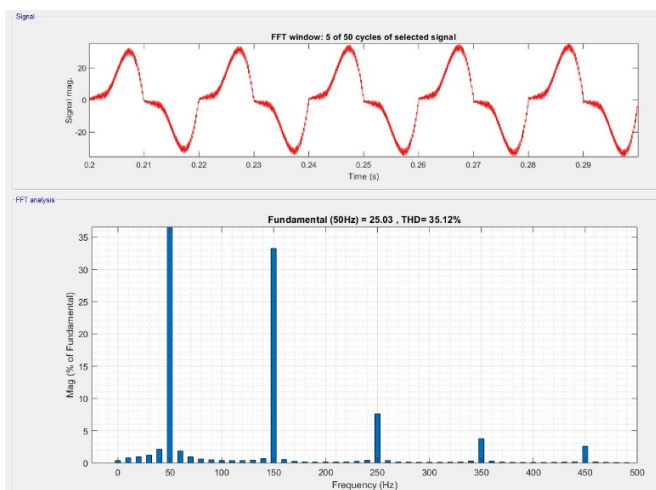 Signal
FFT window: 5 of 50 cycles of selected signal
20
0
-20
Signal mag.
0.2 0.21 0.22 0.23 0.24 0.25 0.26 0.27 0.28 0.29
Time (s)
FFT analysis
Fundamental (50Hz) = 25.03 , THD= 35.12%
35
30
25
20
15
10
5
0
Mag (% of Fundamental)
0 50 100 150 200 250 300 350 400 450 500
Frequency (Hz)